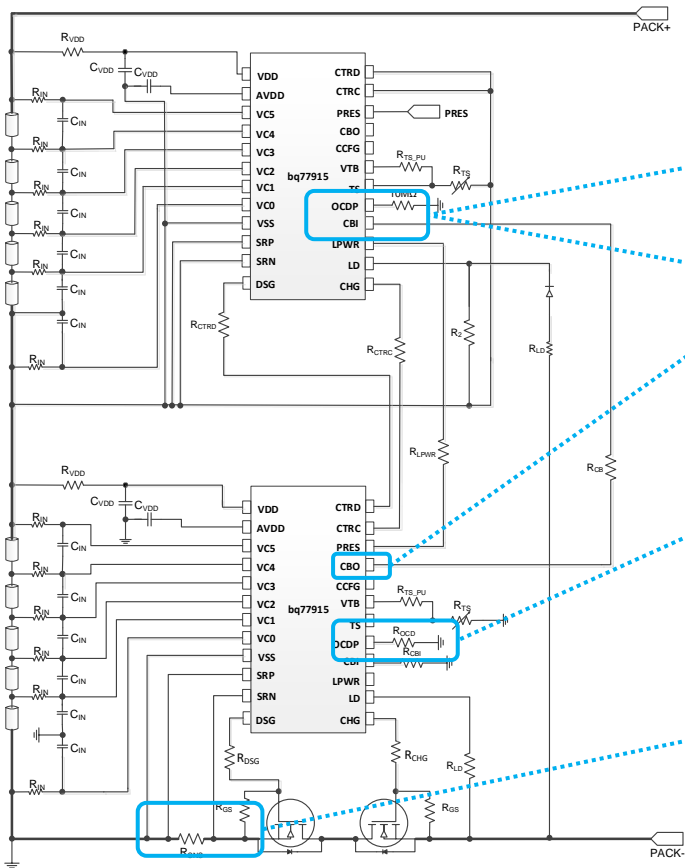 PACK+
RVDD
CVDD
CVDD
RIN
CIN
RIN
CIN
RIN
CIN
RIN
CIN
RIN
CIN
CIN
RIN
VDD
AVDD
VC5
VC4
VC3
VC2
VC1
VC0
VSS
SRP
SRN
DSG
bq77915
CTRD
CTRC
PRES
CBO
CCFG
VTB
TS
OCDP
CBI
LPWR
LD
CHG
PRES
RTS_PU
RTS
10MΩ
RCTRD
RCTRC
R2
RLD
RLPWR
RCB
RVDD
CVDD
CVDD
RIN
CIN
RIN
CIN
RIN
CIN
RIN
CIN
RIN
CIN
CIN
RIN
VDD
AVDD
VC5
VC4
VC3
VC2
VC1
VC0
VSS
SRP
SRN
DSG
bq77915
CTRD
CTRC
PRES
CBO
CCFG
VTB
TS
OCDP
CBI
LPWR
LD
CHG
RTS_PU
RTS
ROCD
RCBI
RDSG
RCHG
RLD
RGS
RGS
PACK-